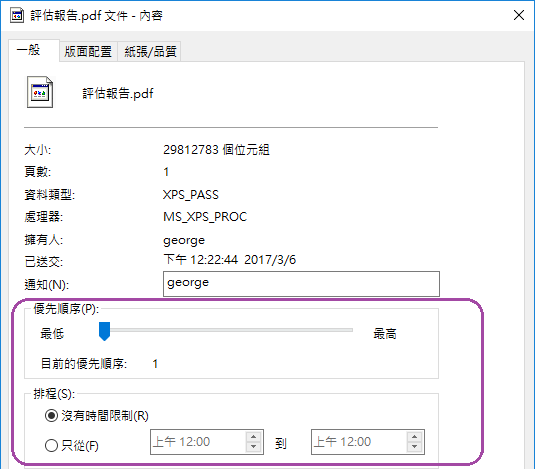 評估報告.pdf 文件 - 內容
一般 版面配置 紙張/品質
評估報告.pdf
大小: 29812783 個位元組
頁數: 1
資料類型: XPS_PASS
處理器: MS_XPS_PROC
擁有人: george
已送交: 下午 12:22:44 2017/3/6
通知(N): george
優先順序(P):
最低 最高
目前的優先順序: 1
排程(S):
沒有時間限制(R)
只從(F) 上午 12:00 到 上午 12:00